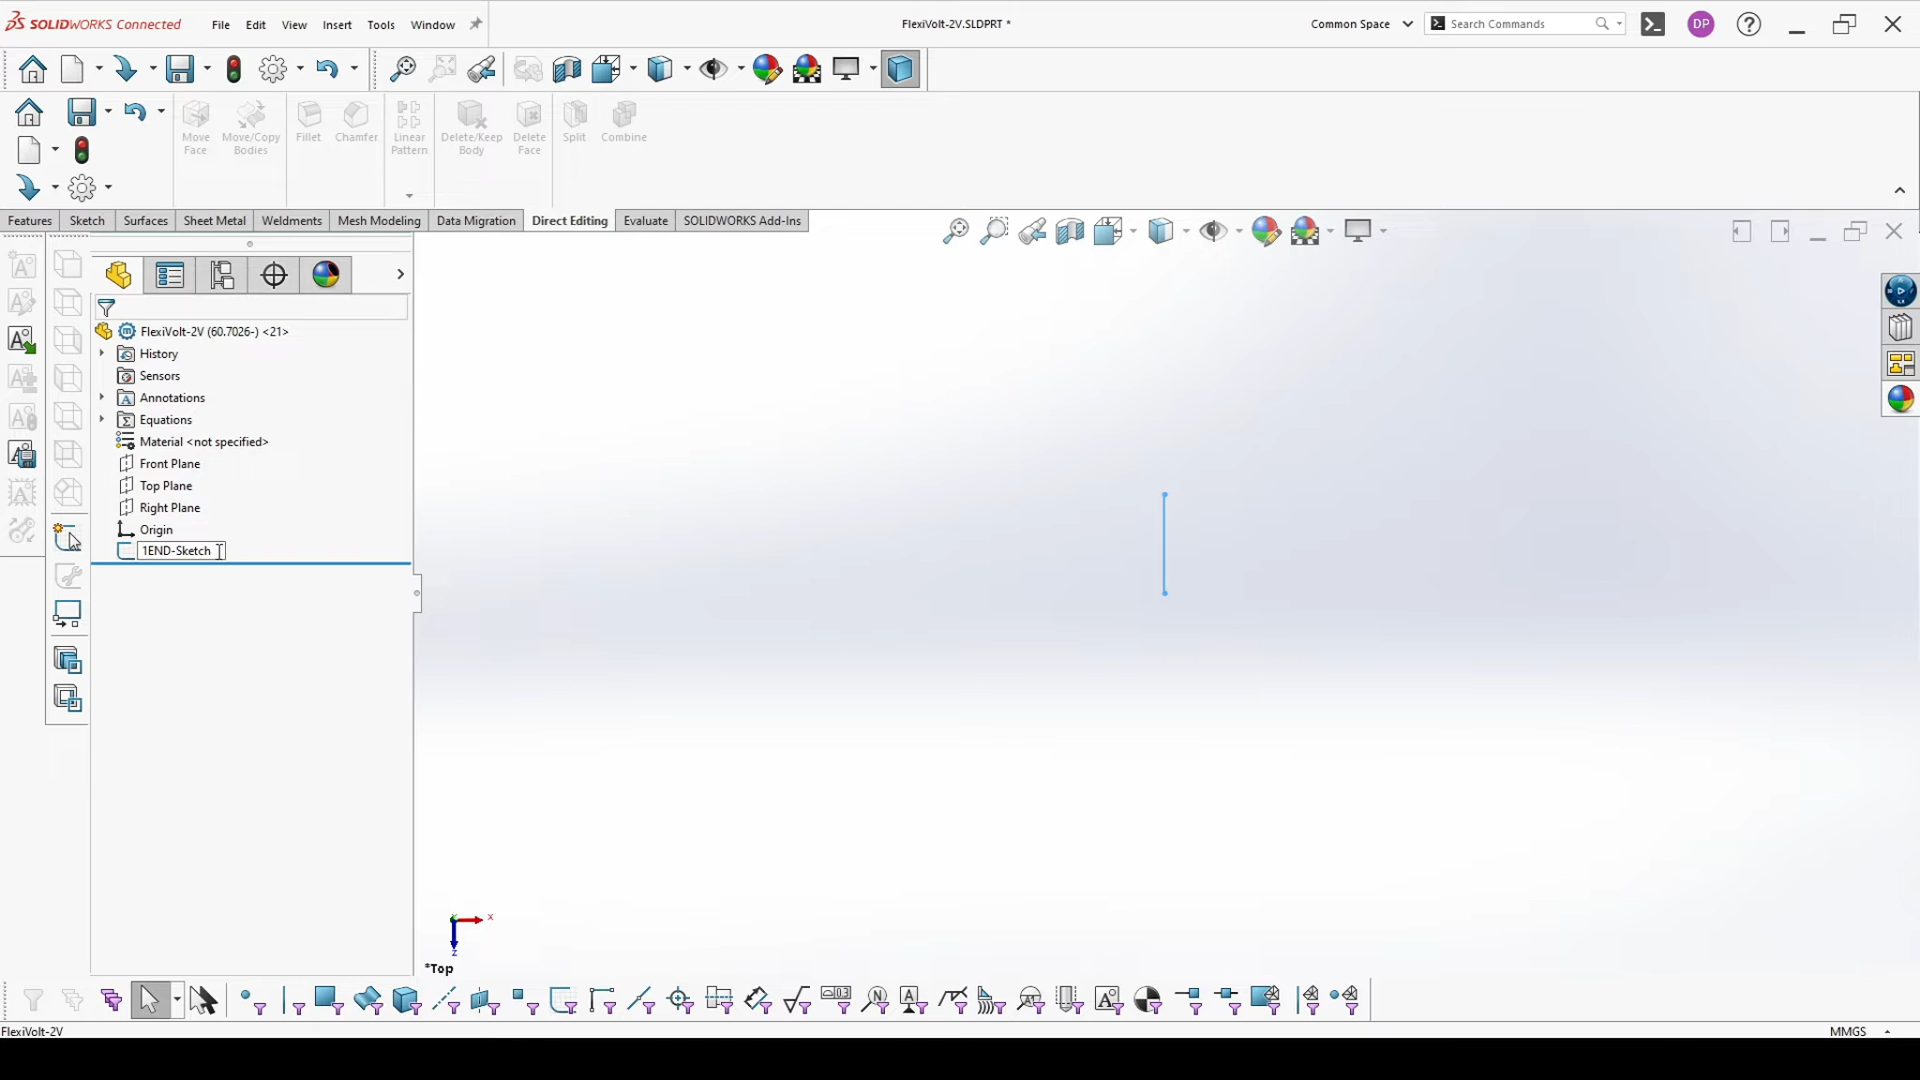 SOLIDWORKS Connected
File
Edit
View
Insert
Tools
Window
FlexiVolt-2V.SLDPRT *
Common Space
Search Commands
DP
Move
Face
Move/Copy
Bodies
Fillet
Chamfer
Linear
Pattern
Delete/Keep
Body
Delete
Face
Split
Combine
Features
Sketch
Surfaces
Sheet Metal
Weldments
Mesh Modeling
Data Migration
Direct Editing
Evaluate
SOLIDWORKS Add-Ins
FlexiVolt-2V (60.7026-) <21>
History
Sensors
Annotations
Equations
Material <not specified>
Front Plane
Top Plane
Right Plane
Origin
1END-Sketch
x
z
*Top
FlexiVolt-2V
MMGS